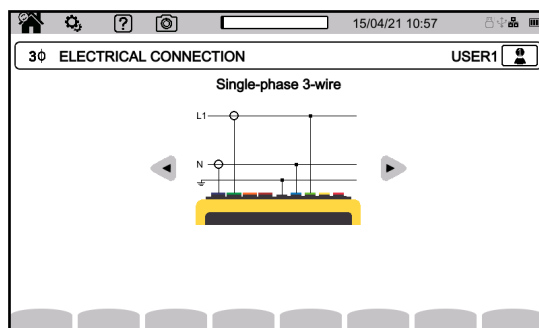 ?
15/04/21 10:57
3Φ ELECTRICAL CONNECTION
USER1
Single-phase 3-wire
L1
N